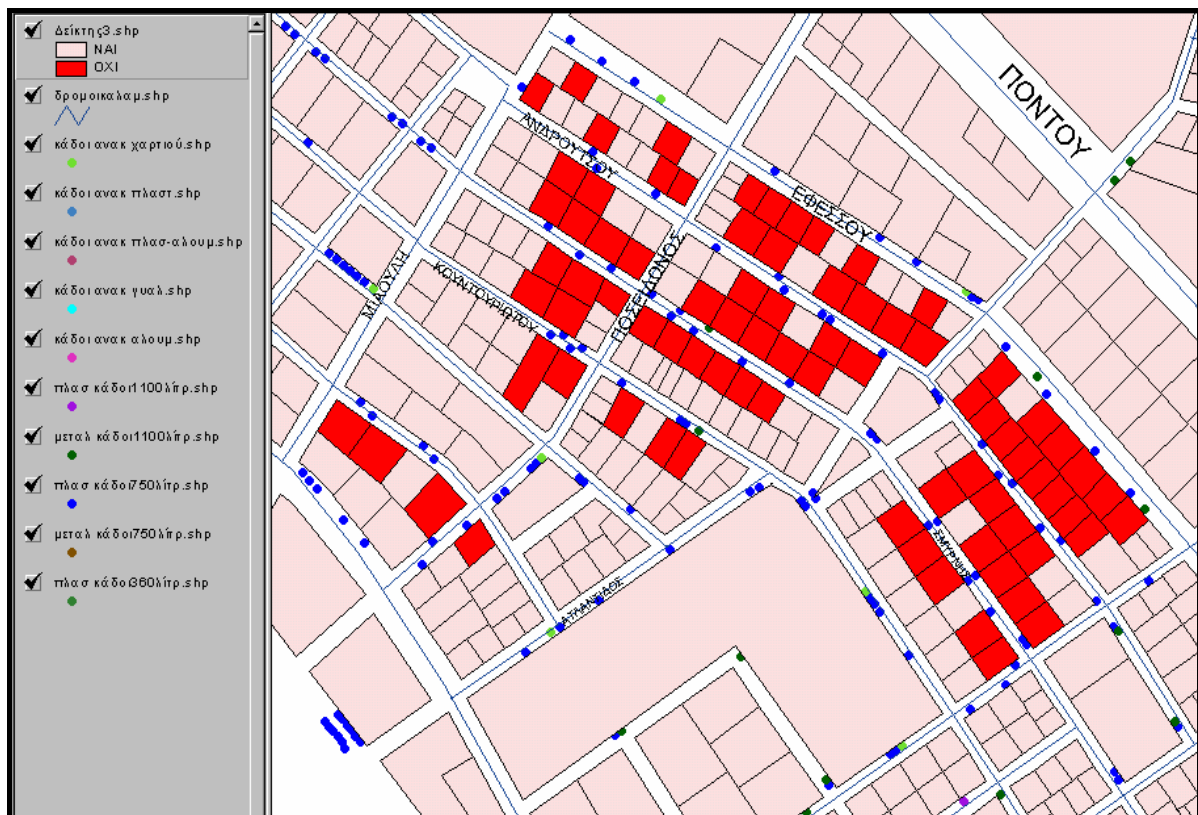 Δείκτης3.shp
ΝΑΙ
ΟΧΙ
δρομοικαλαμ.shp
κάδοι ανακ χαρτιού.shp
κάδοι ανακ πλαστ.shp
κάδοι ανακ πλασ-αλουμ.shp
κάδοι ανακ γυαλ.shp
κάδοι ανακ αλουμ.shp
πλασ κάδοι1100λίτρ.shp
μεταλ κάδοι1100λίτρ.shp
πλασ κάδοι750λίτρ.shp
μεταλ κάδοι750λίτρ.shp
πλασ κάδοι360λίτρ.shp
ΠΟΝΤΟΥ
ΑΝΔΡΟΥΤΣΟΥ
ΕΦΕΣΣΟΥ
ΜΙΑΟΥΛΗ
ΚΟΥΝΤΟΥΡΙΩΤΟΥ
ΠΟΣΕΙΔΩΝΟΣ
ΣΜΥΡΝΗΣ
ΑΤΛΑΝΤΙΔΟΣ